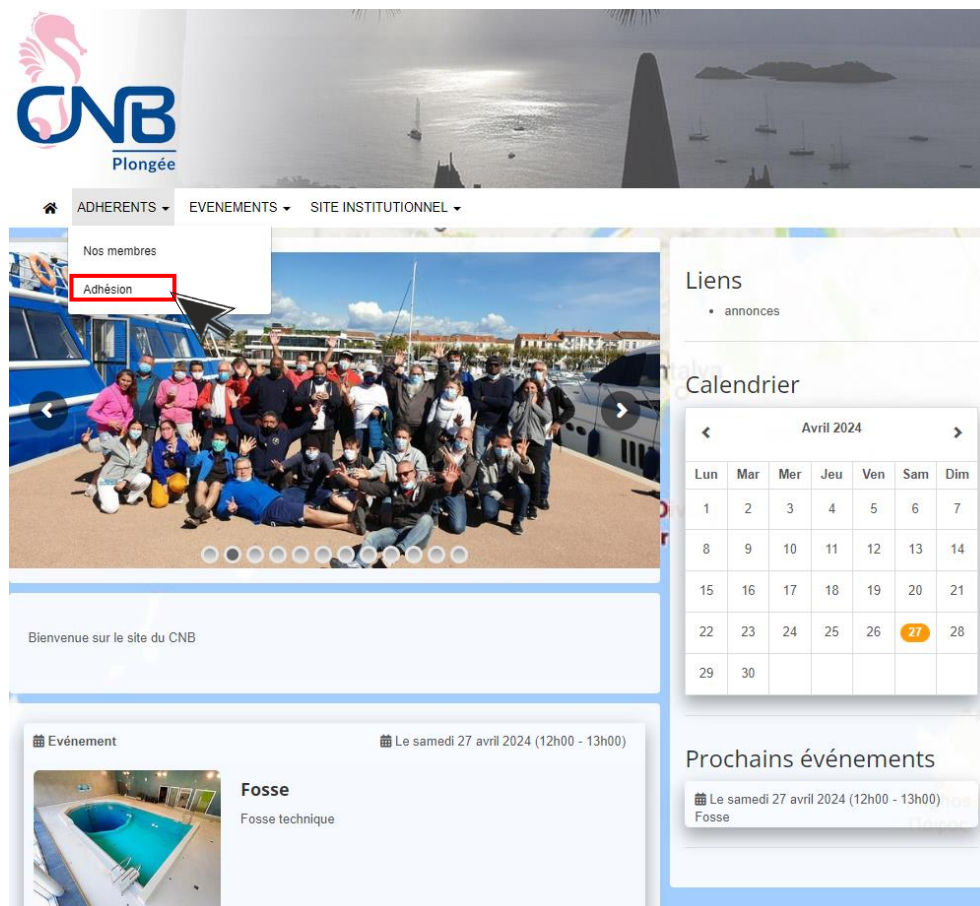 CNB
Plongée
ADHERENTS EVENEMENTS SITE INSTITUTIONNEL
Nos membres
Adhésion
Liens
annonces
Calendrier
Avril 2024
Lun Mar Mer Jeu Ven Sam Dim
1 2 3 4 5 6 7
8 9 10 11 12 13 14
15 16 17 18 19 20 21
22 23 24 25 26 27 28
29 30
Bienvenue sur le site du CNB
Evénement Le samedi 27 avril 2024 (12h00 - 13h00)
Fosse
Fosse technique
Prochains événements
Le samedi 27 avril 2024 (12h00 - 13h00)
Fosse